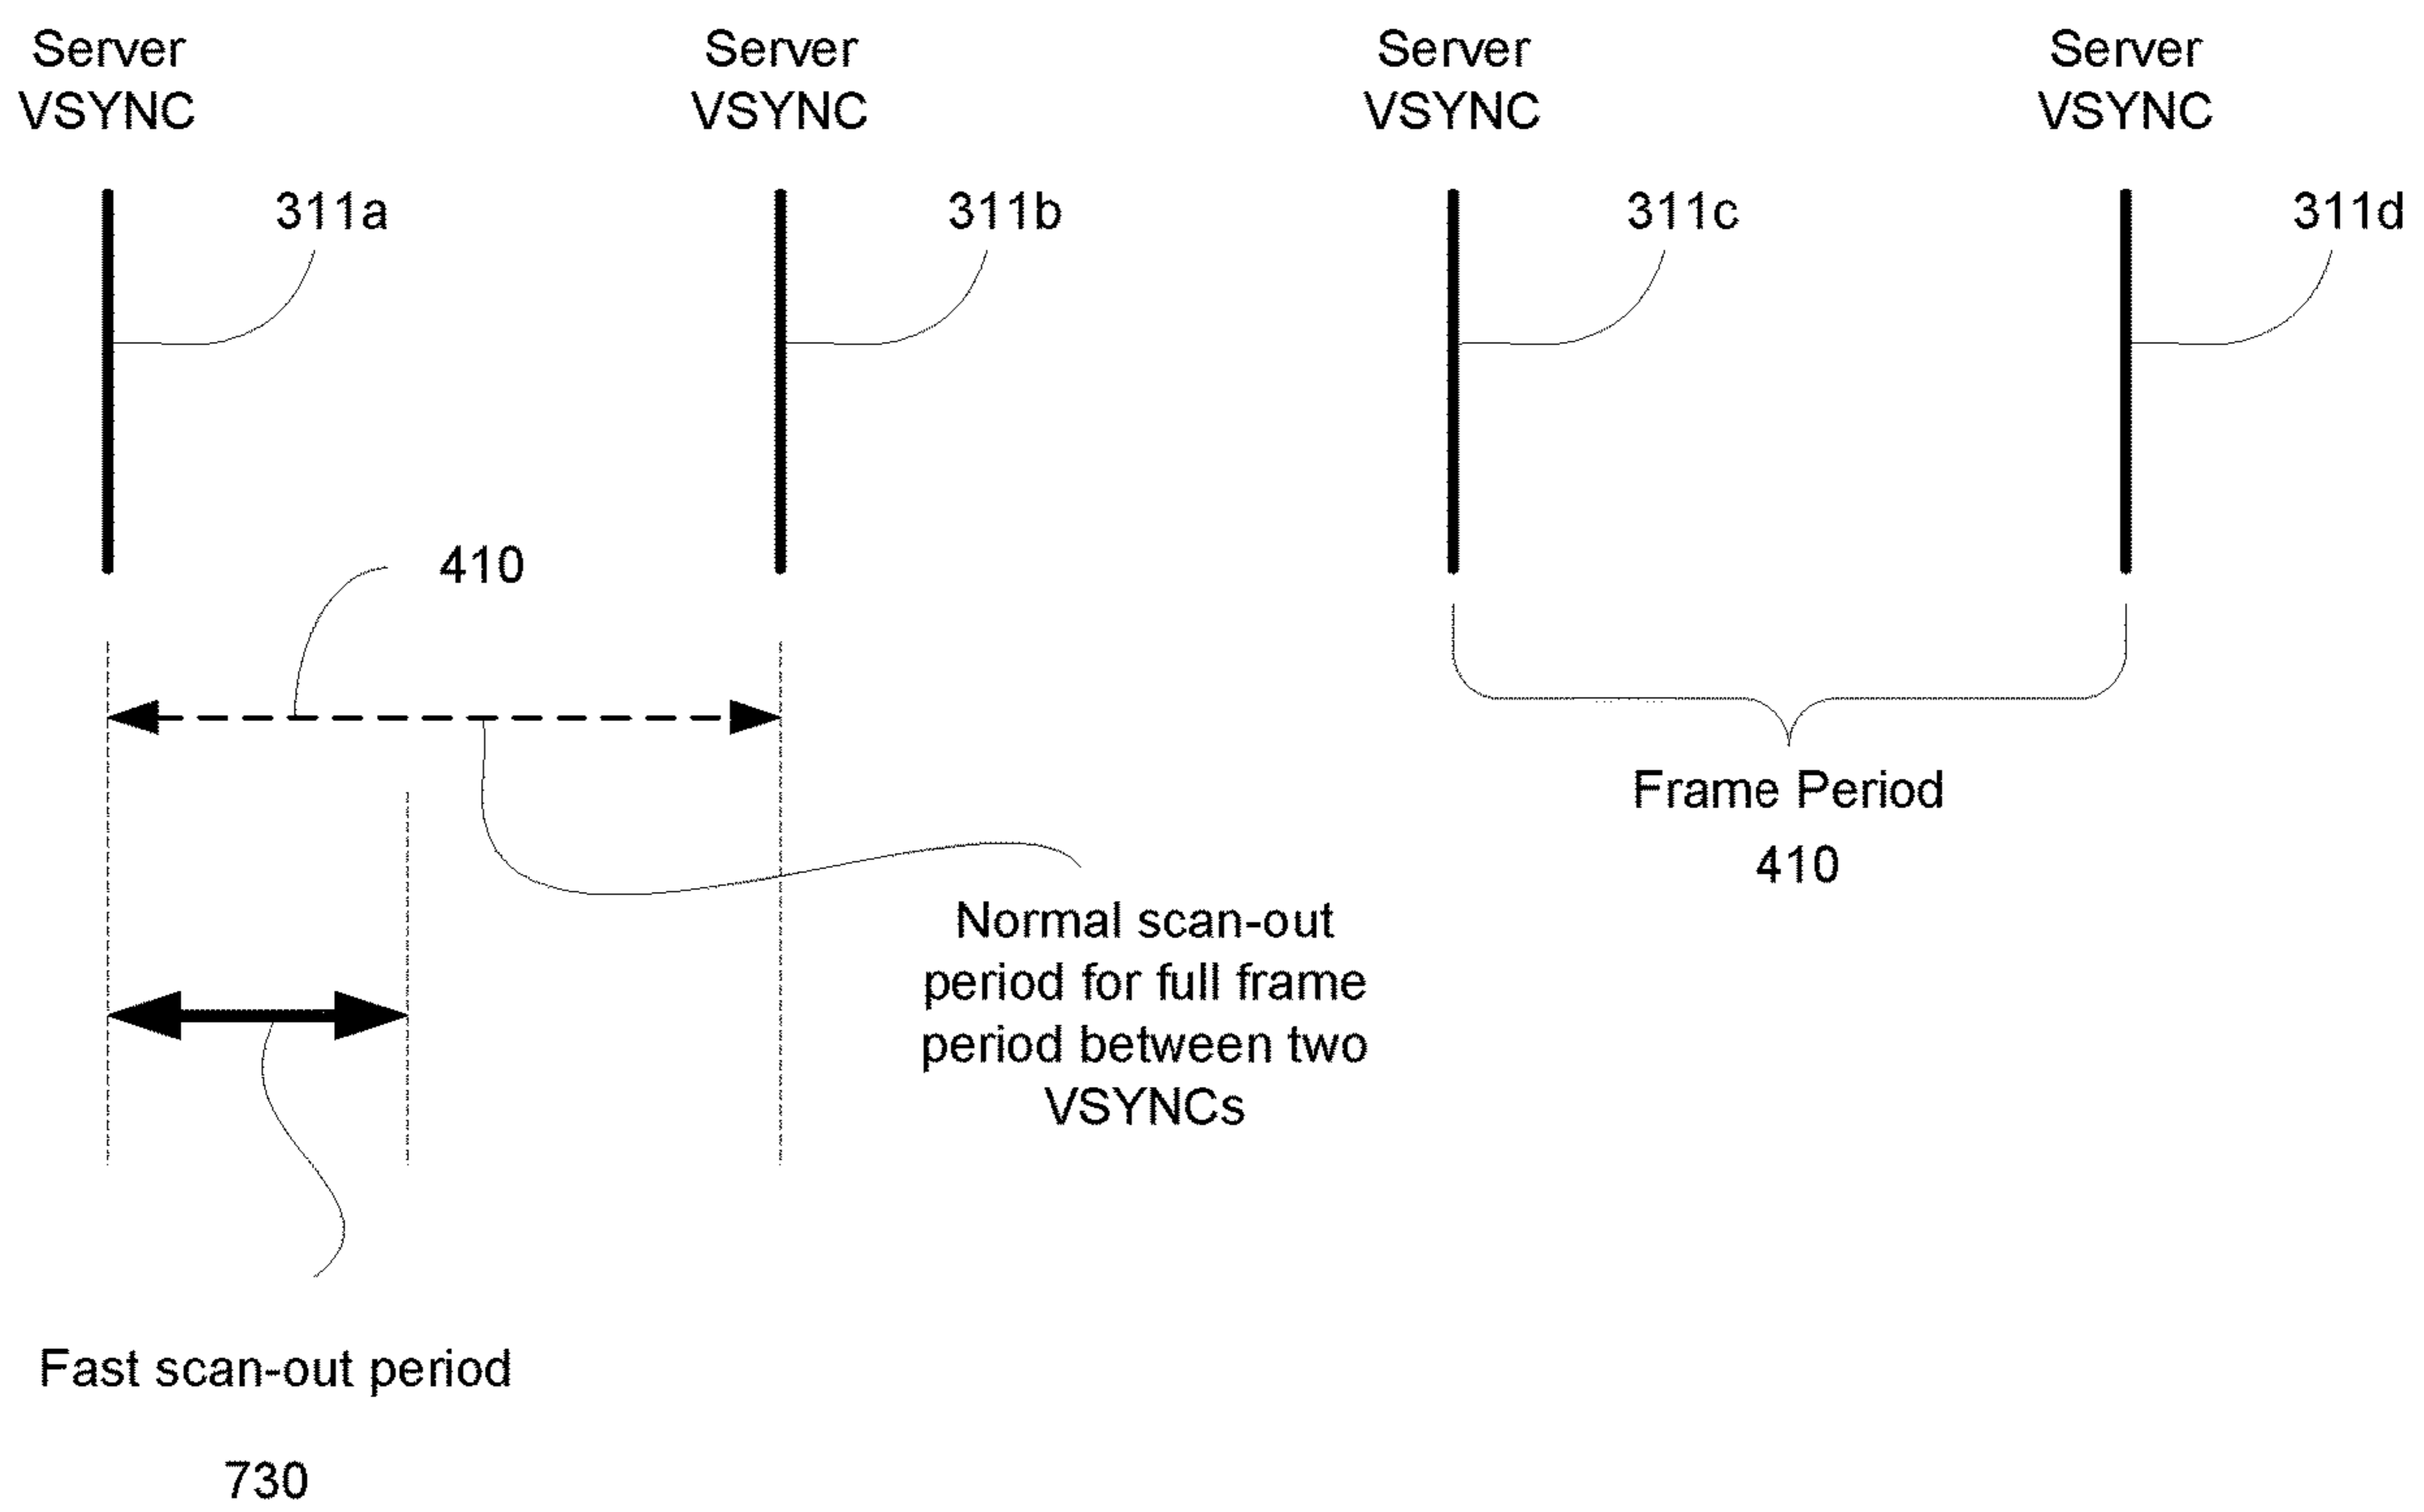 Server
VSYNC
Server
VSYNC
Server
VSYNC
Server
VSYNC
311a
311b
311c
311d
410
Frame Period
410
Normal scan-out
period for full frame
period between two
VSYNCs
Fast scan-out period
730